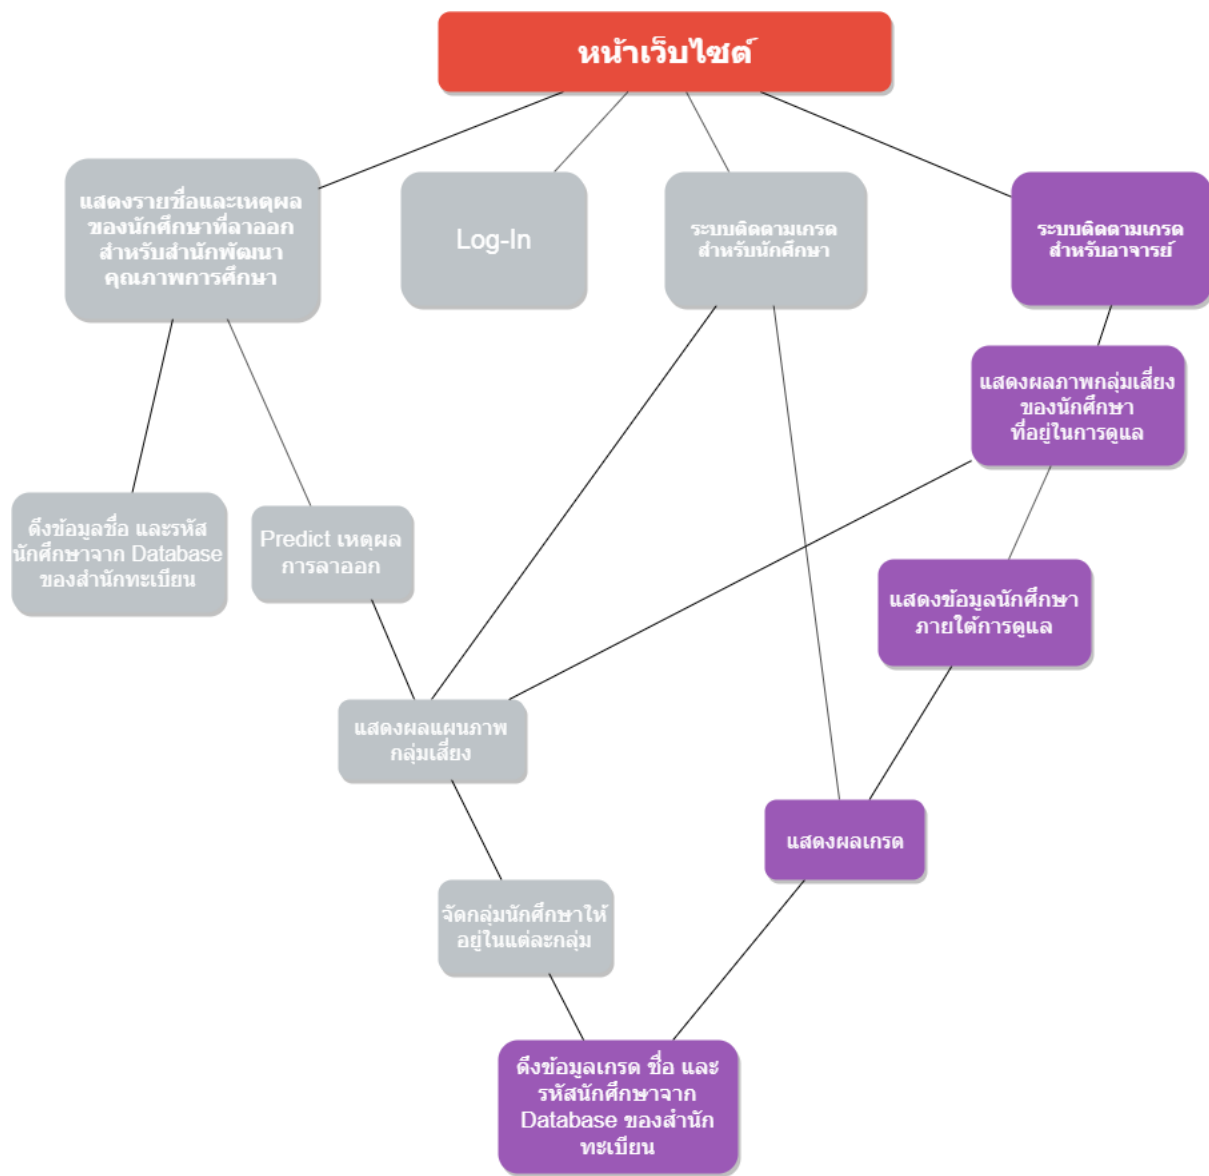 หน้าเว็บไซต์
แสดงรายชื่อและเหตุผล
ของนักศึกษาที่ลาออก
สำหรับสำนักพัฒนา
คุณภาพการศึกษา
Log-In
ระบบติดตามเกรด
สำหรับนักศึกษา
ระบบติดตามเกรด
สำหรับอาจารย์
แสดงผลภาพกลุ่มเสี่ยง
ของนักศึกษา
ที่อยู่ในการดูแล
ดึงข้อมูลชื่อ และรหัส
นักศึกษาจาก Database
ของสำนักทะเบียน
Predict เหตุผล
การลาออก
แสดงข้อมูลนักศึกษา
ภายใต้การดูแล
แสดงผลแผนภาพ
กลุ่มเสี่ยง
แสดงผลเกรด
จัดกลุ่มนักศึกษาให้
อยู่ในแต่ละกลุ่ม
ดึงข้อมูลเกรด ชื่อ และ
รหัสนักศึกษาจาก
Database ของสำนัก
ทะเบียน